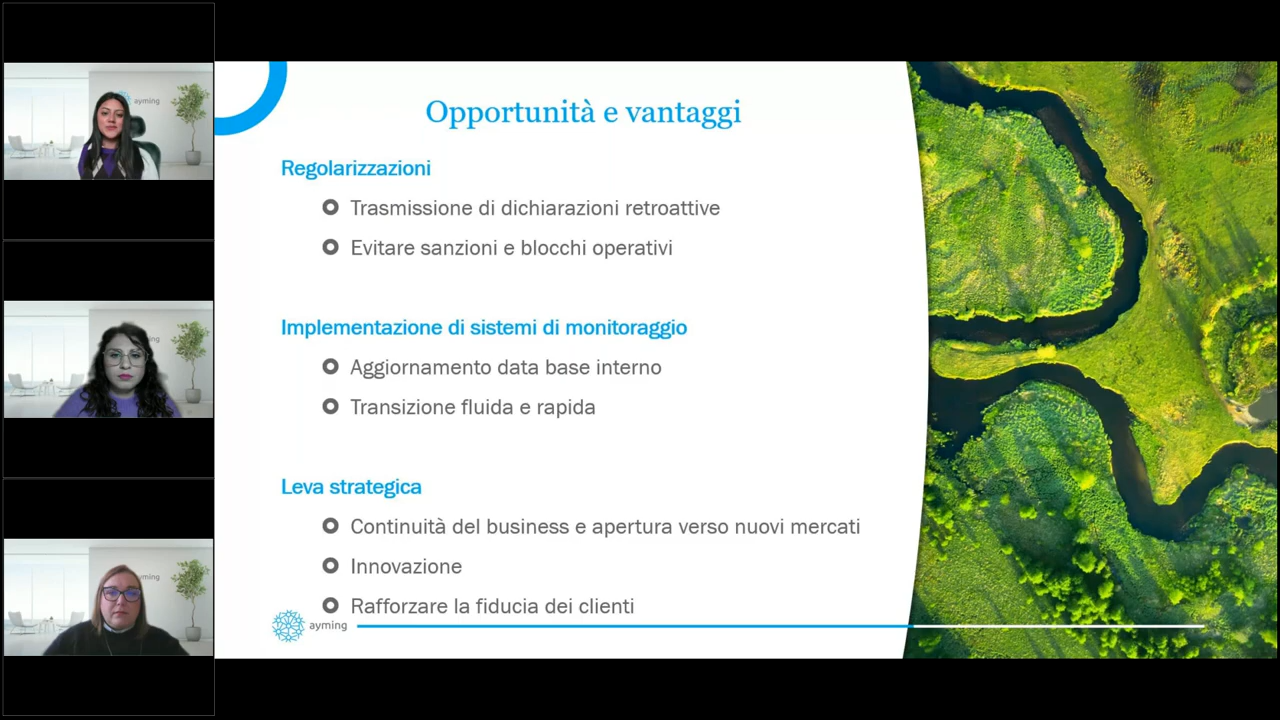 ayming
Opportunità e vantaggi
Regolarizzazioni
Trasmissione di dichiarazioni retroattive
Evitare sanzioni e blocchi operativi
Implementazione di sistemi di monitoraggio
Aggiornamento data base interno
Transizione fluida e rapida
Leva strategica
Continuità del business e apertura verso nuovi mercati
Innovazione
Rafforzare la fiducia dei clienti
ayming